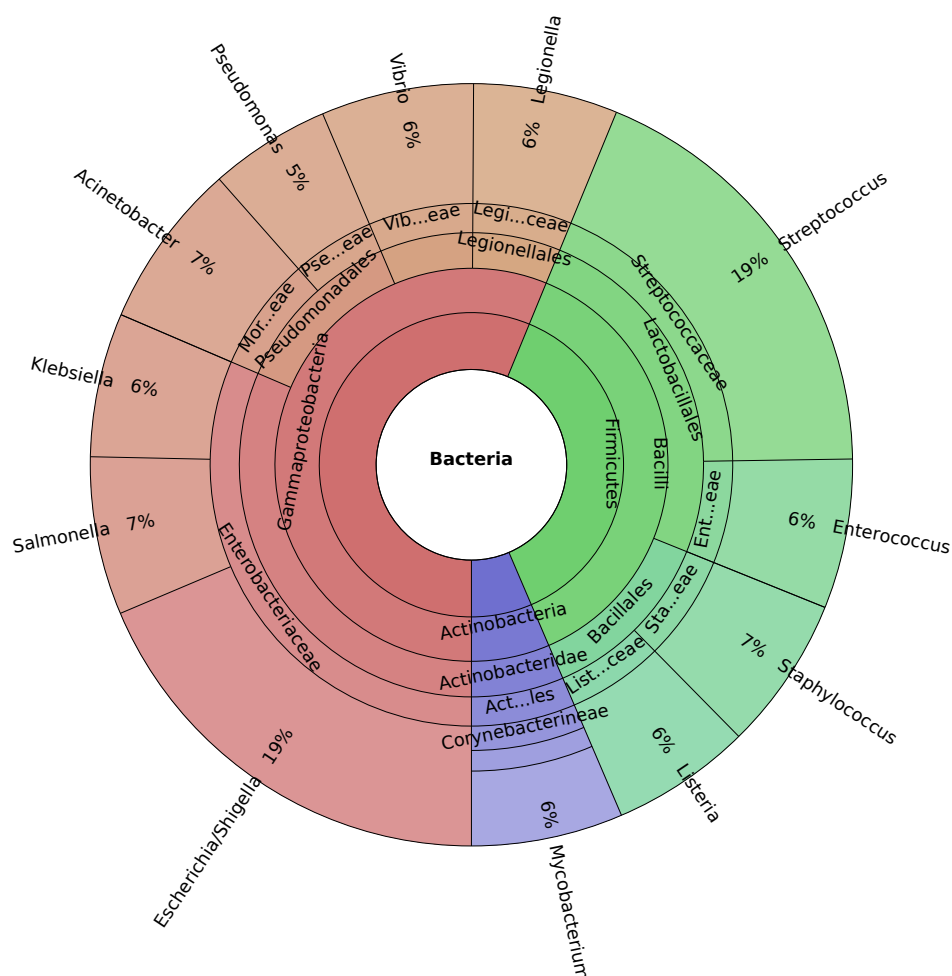 Bacteria
Firmicutes
Bacilli
Lactobacillales
Streptococcaceae
Streptococcus
19%
Ent...eae
Enterococcus
6%
Bacillales
Sta...eae
Staphylococcus
7%
List...ceae
Listeria
6%
Actinobacteria
Actinobacteridae
Act...les
Corynebacterineae
Mycobacterium
6%
Gammaproteobacteria
Enterobacteriaceae
Escherichia/Shigella
19%
Salmonella
7%
Klebsiella
6%
Pseudomonadales
Mor...eae
Acinetobacter
7%
Pse...eae
Pseudomonas
5%
Vib...eae
Vibrio
6%
Legionellales
Legi...ceae
Legionella
6%